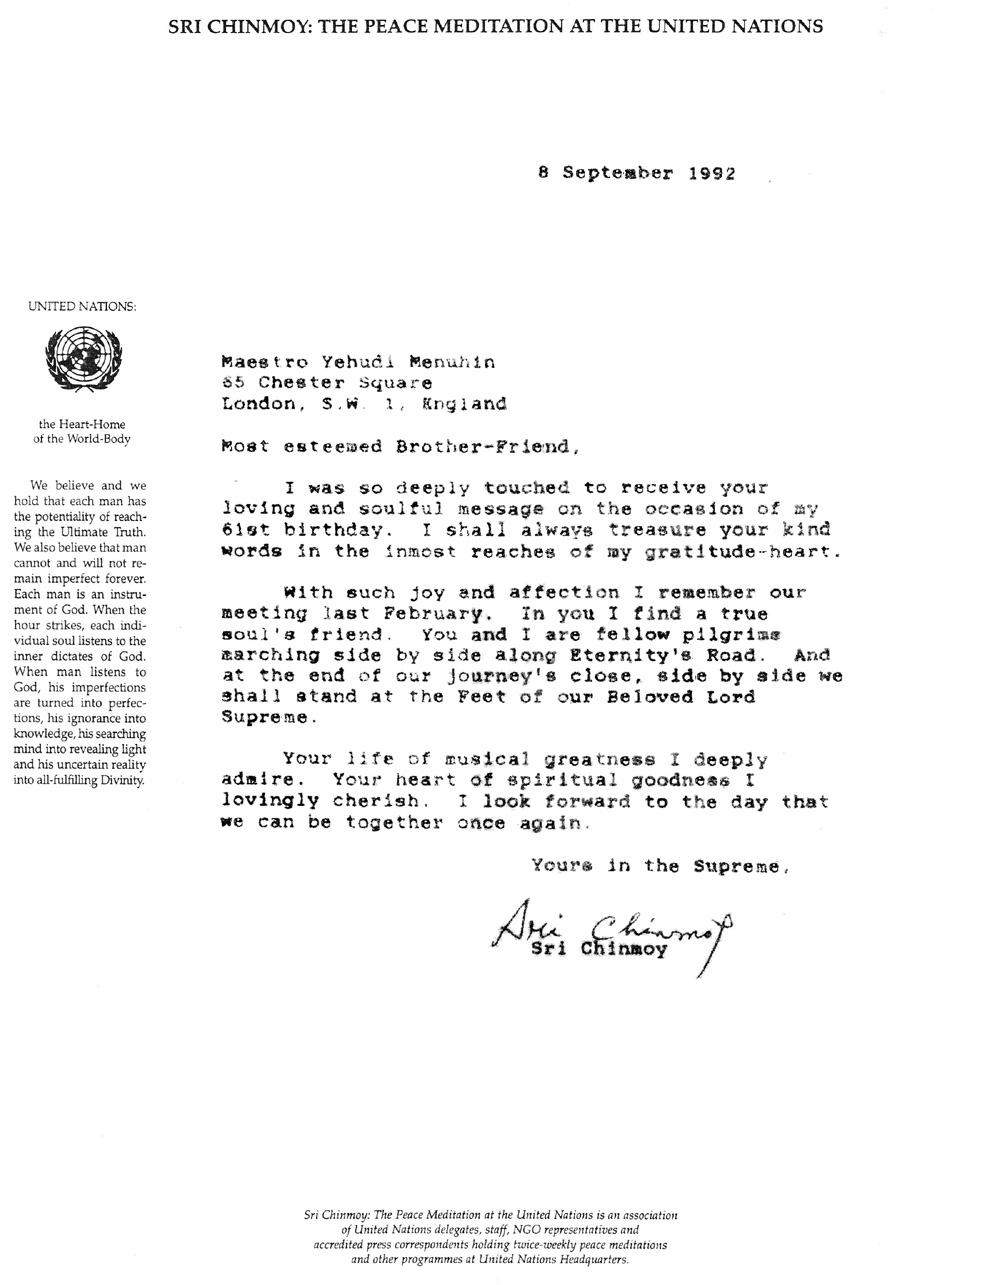 SRI CHINMOY: THE PEACE MEDITATION AT THE UNITED NATIONS
8 September 1992
UNITED NATIONS:
the Heart-Home
of the World-Body
We believe and we
hold that each man has
the potentiality of reach-
ing the Ultimate Truth.
We also believe that man
cannot and will not re-
main imperfect forever.
Each man is an instru-
ment of God. When the
hour strikes, each indi-
vidual soul listens to the
inner dictates of God.
When man listens to
God, his imperfections
are turned into perfec-
tions, his ignorance into
knowledge, his searching
mind into revealing light
and his uncertain reality
into all-fulfilling Divinity.
Maestro Yehudi Menuhin
65 Chester Square
London, S.W. 1, England
Most esteemed Brother-Friend,
I was so deeply touched to receive your
loving and soulful message on the occasion of my
61st birthday. I shall always treasure your kind
words in the inmost reaches of my gratitude-heart.
With such joy and affection I remember our
meeting last February. In you I find a true
soul's friend. You and I are fellow pilgrims
marching side by side along Eternity's Road. And
at the end of our journey's close, side by side we
shall stand at the Feet of our Beloved Lord
Supreme.
Your life of musical greatness I deeply
admire. Your heart of spiritual goodness I
lovingly cherish. I look forward to the day that
we can be together once again.
Yours in the Supreme,
Sri Chinmoy
Sri Chinmoy
Sri Chinmoy: The Peace Meditation at the United Nations is an association
of United Nations delegates, staff, NGO representatives and
accredited press correspondents holding twice-weekly peace meditations
and other programmes at United Nations Headquarters.